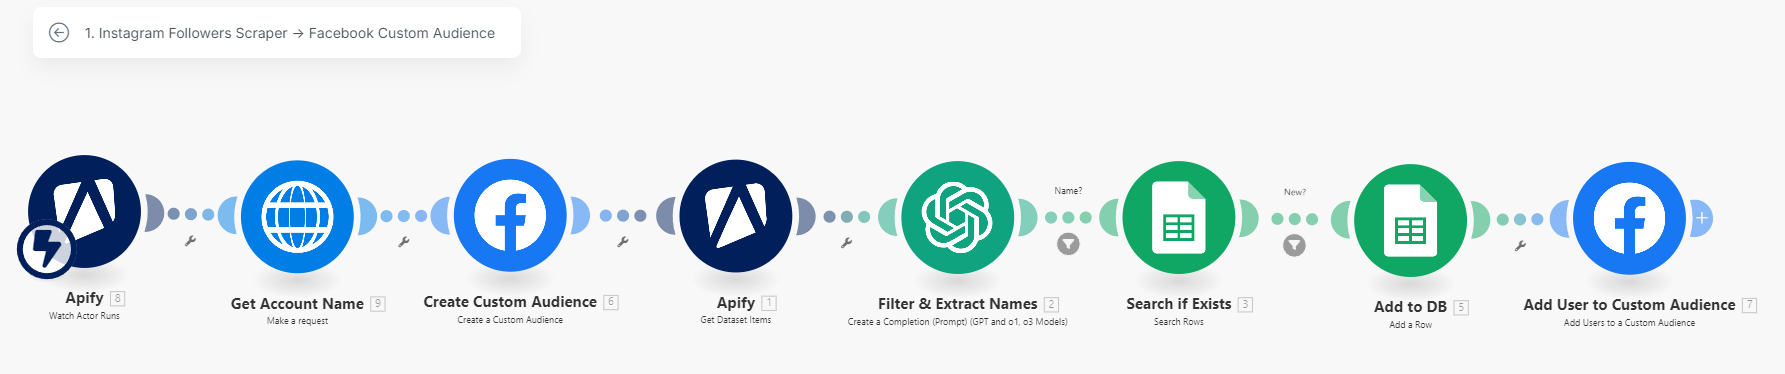 1. Instagram Followers Scraper → Facebook Custom Audience
Name?
New?
Apify 8
Watch Actor Runs
Get Account Name 9
Make a request
Create Custom Audience 6
Create a Custom Audience
Apify 1
Get Dataset Items
Filter & Extract Names 2
Create a Completion (Prompt) (GPT and o1, o3 Models)
Search if Exists 3
Search Rows
Add to DB 5
Add a Row
Add User to Custom Audience 7
Add Users to a Custom Audience